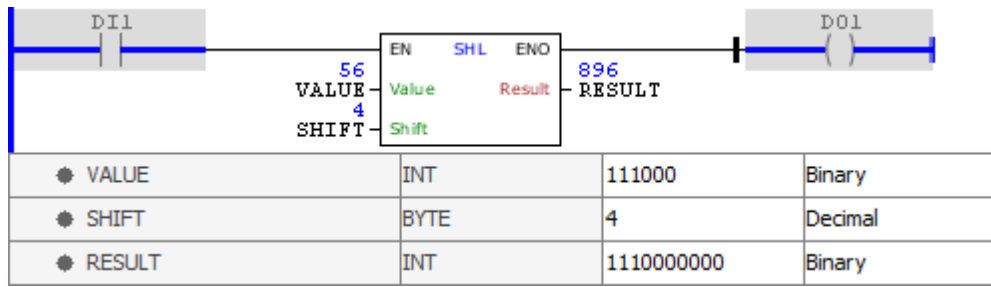 DI1 DO1
EN SHL ENO
56 896
VALUE Value Result RESULT
4
SHIFT Shift
VALUE INT 111000 Binary
SHIFT BYTE 4 Decimal
RESULT INT 1110000000 Binary